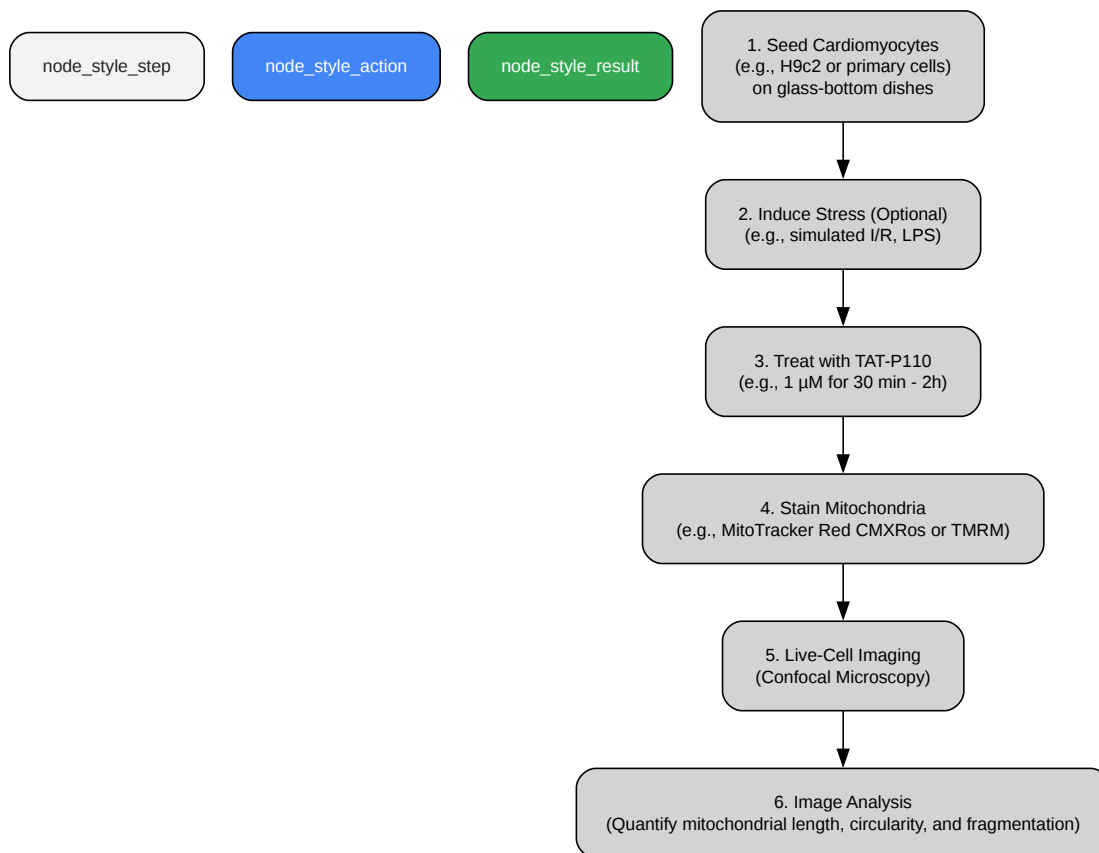 node_style_step
node_style_action
node_style_result
1. Seed Cardiomyocytes
(e.g., H9c2 or primary cells)
on glass-bottom dishes
2. Induce Stress (Optional)
(e.g., simulated I/R, LPS)
3. Treat with TAT-P110
(e.g., 1 µM for 30 min - 2h)
4. Stain Mitochondria
(e.g., MitoTracker Red CMXRos or TMRM)
5. Live-Cell Imaging
(Confocal Microscopy)
6. Image Analysis
(Quantify mitochondrial length, circularity, and fragmentation)